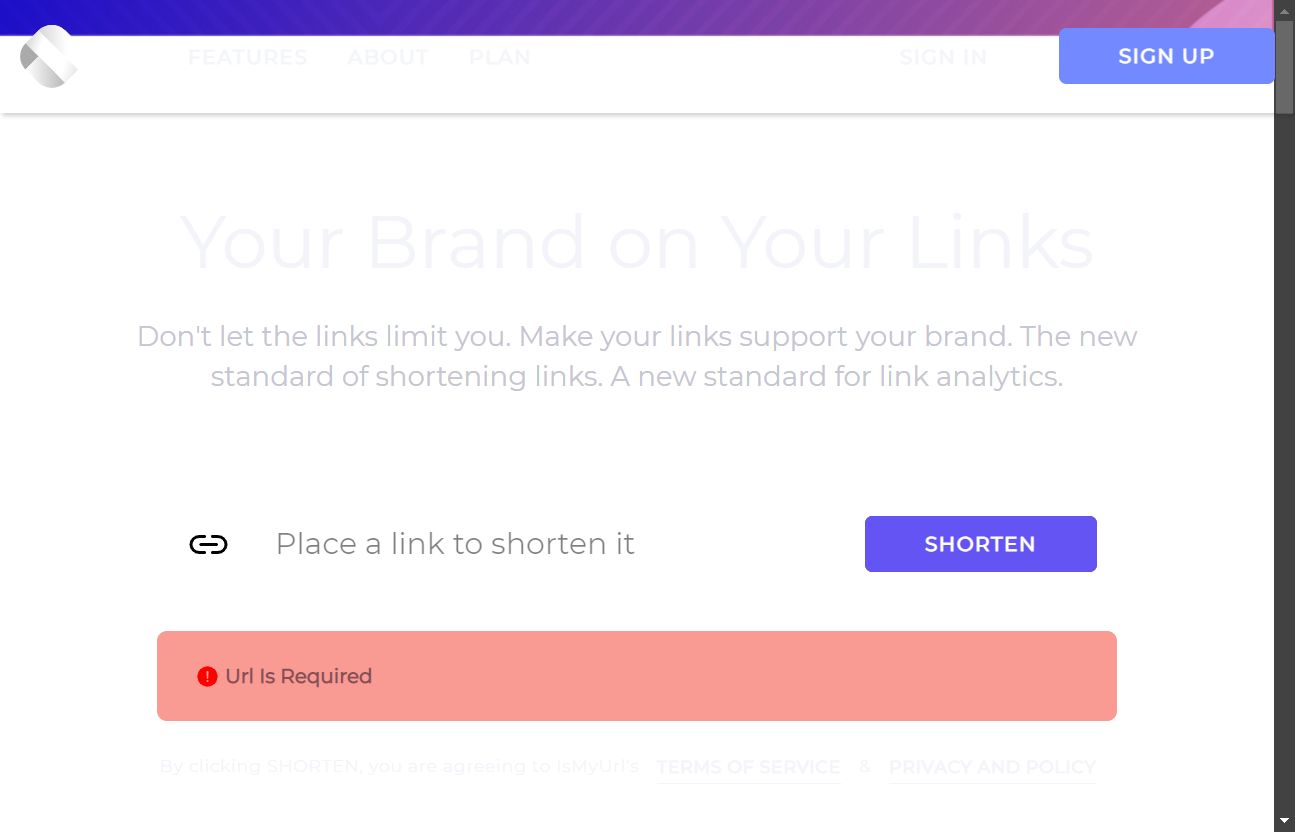 FEATURES ABOUT PLAN SIGN IN SIGN UP
Your Brand on Your Links
Don't let the links limit you. Make your links support your brand. The new
standard of shortening links. A new standard for link analytics.
Place a link to shorten it SHORTEN
Url Is Required
By clicking SHORTEN, you are agreeing to IsMyUrl's TERMS OF SERVICE & PRIVACY AND POLICY